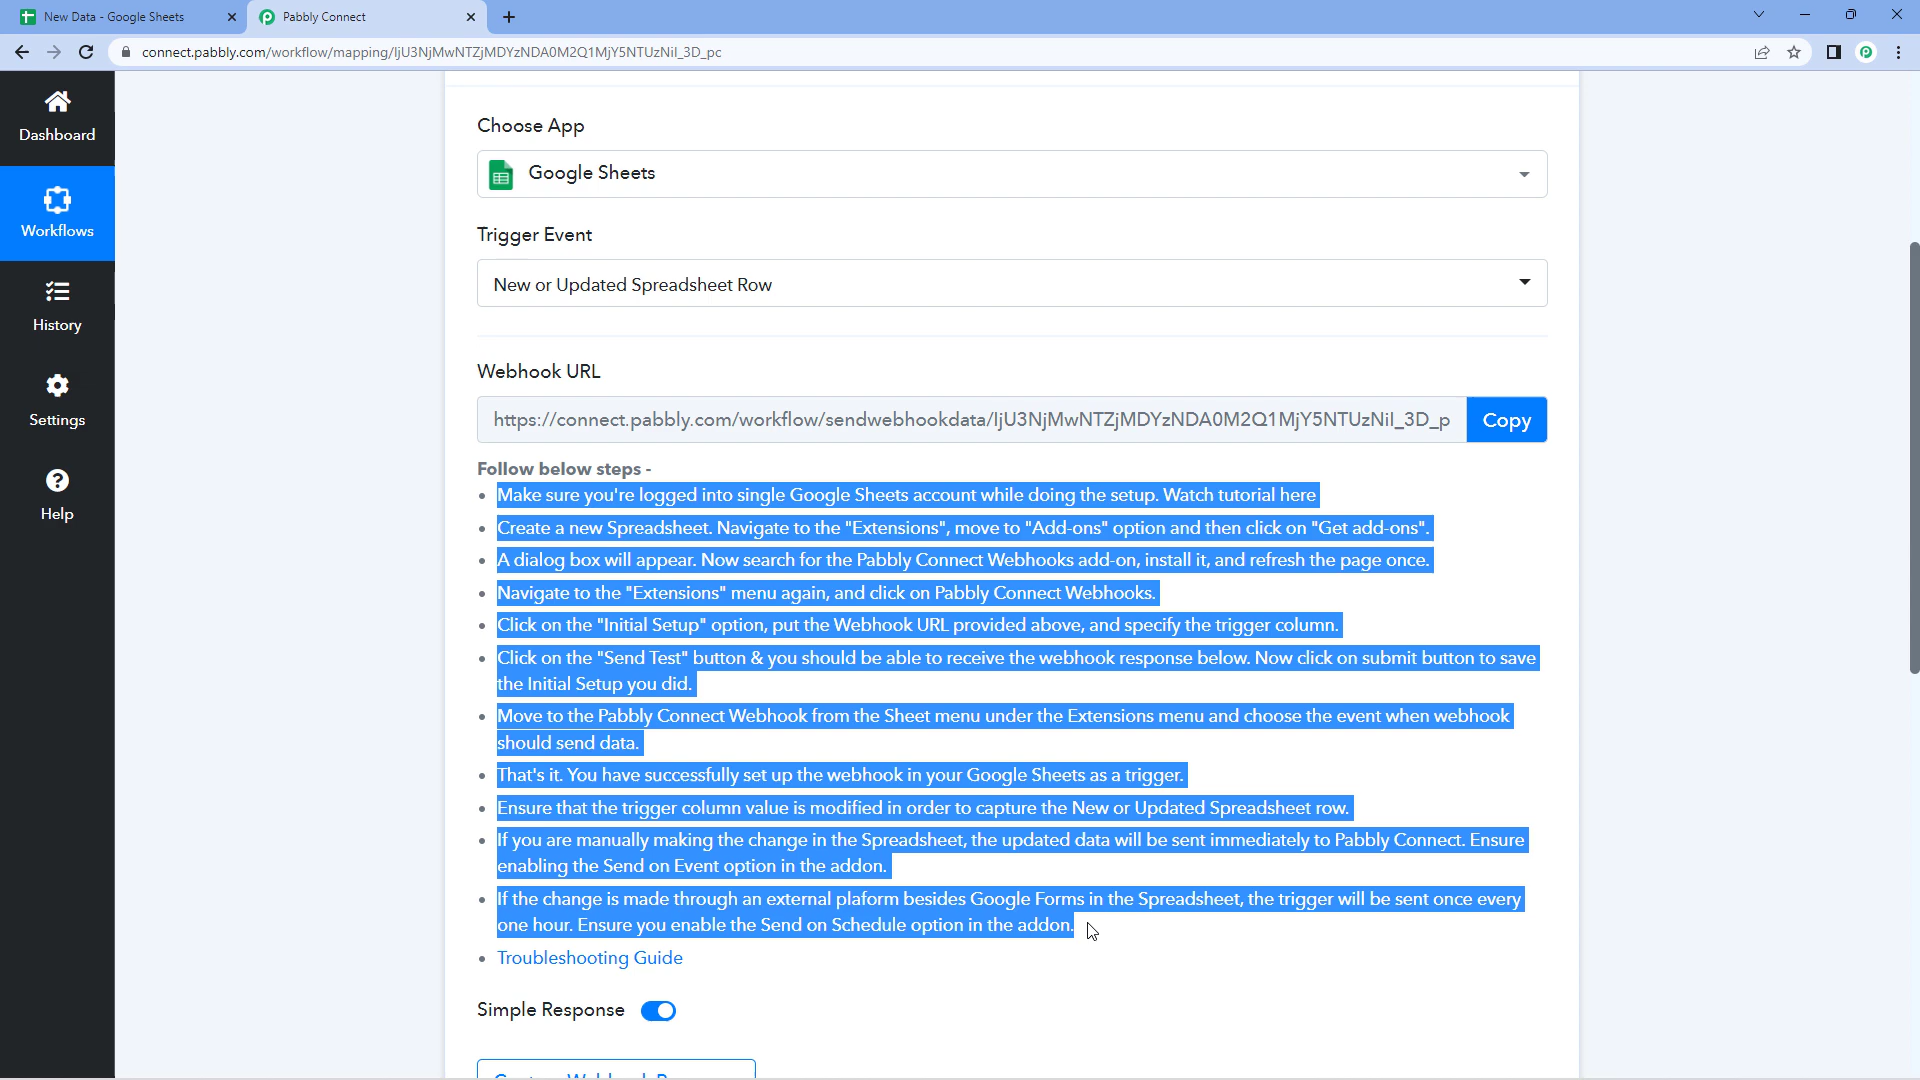 New Data - Google Sheets
Pabbly Connect
connect.pabbly.com/workflow/mapping/IjU3NjMwNTZjMDYzNDA0M2Q1MjY5NTUzNiI_3D_pc
Dashboard
Workflows
History
Settings
Help
Choose App
Google Sheets
Trigger Event
New or Updated Spreadsheet Row
Webhook URL
https://connect.pabbly.com/workflow/sendwebhookdata/IjU3NjMwNTZjMDYzNDA0M2Q1MjY5NTUzNiI_3D_p
Copy
Follow below steps -
Make sure you're logged into single Google Sheets account while doing the setup. Watch tutorial here
Create a new Spreadsheet. Navigate to the "Extensions", move to "Add-ons" option and then click on "Get add-ons".
A dialog box will appear. Now search for the Pabbly Connect Webhooks add-on, install it, and refresh the page once.
Navigate to the "Extensions" menu again, and click on Pabbly Connect Webhooks.
Click on the "Initial Setup" option, put the Webhook URL provided above, and specify the trigger column.
Click on the "Send Test" button & you should be able to receive the webhook response below. Now click on submit button to save
the Initial Setup you did.
Move to the Pabbly Connect Webhook from the Sheet menu under the Extensions menu and choose the event when webhook
should send data.
That's it. You have successfully set up the webhook in your Google Sheets as a trigger.
Ensure that the trigger column value is modified in order to capture the New or Updated Spreadsheet row.
If you are manually making the change in the Spreadsheet, the updated data will be sent immediately to Pabbly Connect. Ensure
enabling the Send on Event option in the addon.
If the change is made through an external plaform besides Google Forms in the Spreadsheet, the trigger will be sent once every
one hour. Ensure you enable the Send on Schedule option in the addon.
Troubleshooting Guide
Simple Response